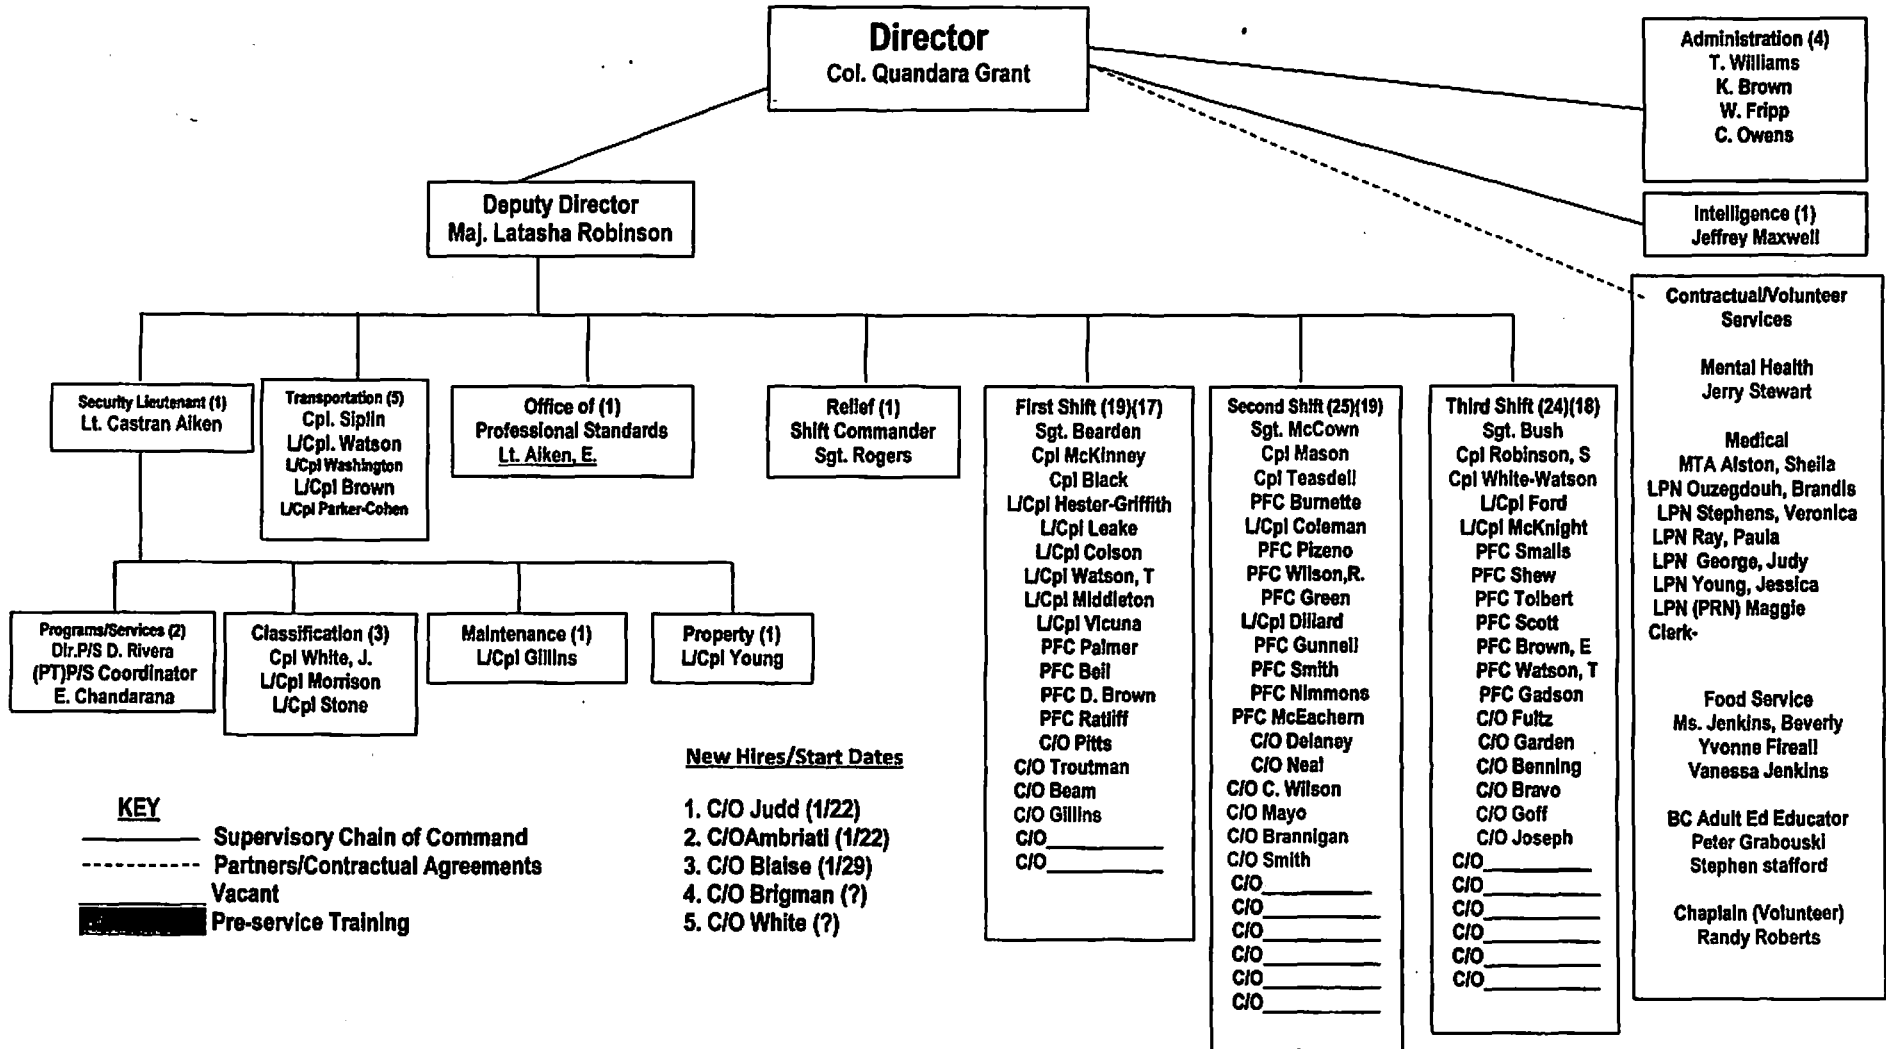 Director
Col. Quandara Grant
Administration (4)
T. Williams
K. Brown
W. Fripp
C. Owens
Intelligence (1)
Jeffrey Maxwell
Deputy Director
Maj. Latasha Robinson
Security Lieutenant (1)
Lt. Castran Aiken
Transportation (5)
Cpl. Siplin
L/Cpl. Watson
L/Cpl Washington
L/Cpl Brown
L/Cpl Parker-Cohen
Office of (1)
Professional Standards
Lt. Aiken, E.
Relief (1)
Shift Commander
Sgt. Rogers
First Shift (19)(17)
Sgt. Bearden
Cpl McKinney
Cpl Black
L/Cpl Hester-Griffith
L/Cpl Leake
L/Cpl Colson
L/Cpl Watson, T
L/Cpl Middleton
L/Cpl Vicuna
PFC Palmer
PFC Beil
PFC D. Brown
PFC Ratliff
C/O Pitts
C/O Troutman
C/O Beam
C/O Gillins
C/O
C/O
Second Shift (25)(19)
Sgt. McCown
Cpl Mason
Cpl Teasdell
PFC Burnette
L/Cpl Coleman
PFC Pizeno
PFC Wilson,R.
PFC Green
L/Cpl Dillard
PFC Gunnell
PFC Smith
PFC Nimmons
PFC McEachern
C/O Delaney
C/O Neal
C/O C. Wilson
C/O Mayo
C/O Brannigan
C/O Smith
C/O
C/O
C/O
C/O
C/O
C/O
Third Shift (24)(18)
Sgt. Bush
Cpl Robinson, S
Cpl White-Watson
L/Cpl Ford
L/Cpl McKnight
PFC Smalls
PFC Shew
PFC Tolbert
PFC Scott
PFC Brown, E
PFC Watson, T
PFC Gadson
C/O Fultz
C/O Garden
C/O Benning
C/O Bravo
C/O Goff
C/O Joseph
C/O
C/O
C/O
C/O
C/O
C/O
Contractual/Volunteer
Services
Mental Health
Jerry Stewart
Medical
MTA Alston, Sheila
LPN Ouzegdouh, Brandis
LPN Stephens, Veronica
LPN Ray, Paula
LPN George, Judy
LPN Young, Jessica
LPN (PRN) Maggie
Clerk-
Food Service
Ms. Jenkins, Beverly
Yvonne Fireall
Vanessa Jenkins
BC Adult Ed Educator
Peter Grabouski
Stephen stafford
Chaplain (Volunteer)
Randy Roberts
Programs/Services (2)
Dir.P/S D. Rivera
(PT)P/S Coordinator
E. Chandarana
Classification (3)
Cpl White, J.
L/Cpl Morrison
L/Cpl Stone
Maintenance (1)
L/Cpl Gillins
Property (1)
L/Cpl Young
KEY
Supervisory Chain of Command
Partners/Contractual Agreements
Vacant
Pre-service Training
New Hires/Start Dates
1. C/O Judd (1/22)
2. C/OAmbriati (1/22)
3. C/O Blaise (1/29)
4. C/O Brigman (?)
5. C/O White (?)